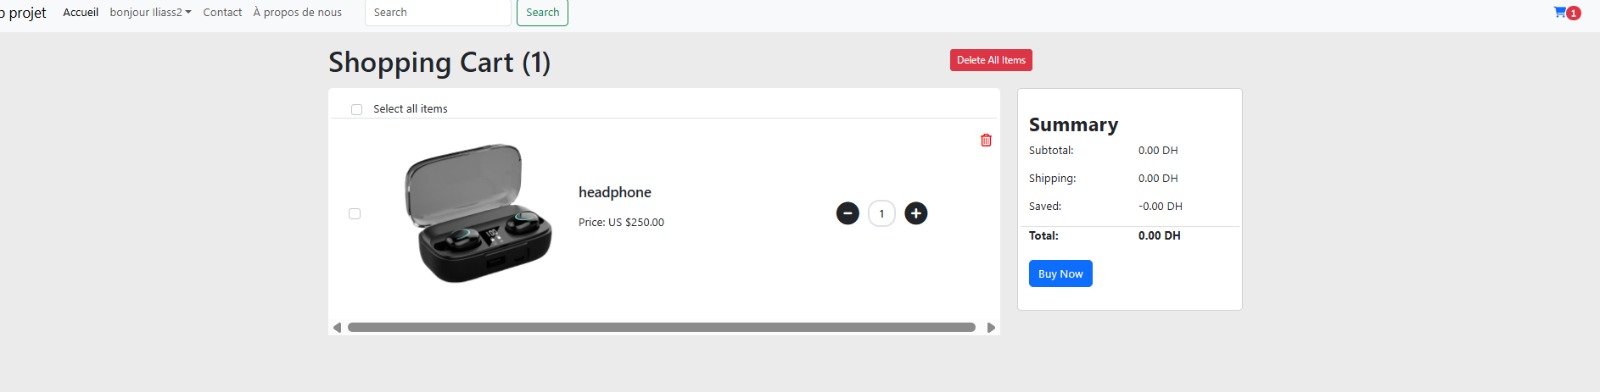 projet Accueil bonjour Iliass2 Contact À propos de nous Search Search 1
Shopping Cart (1) Delete All Items
Select all items
headphone
Price: US $250.00
1
Summary
Subtotal: 0.00 DH
Shipping: 0.00 DH
Saved: -0.00 DH
Total: 0.00 DH
Buy Now